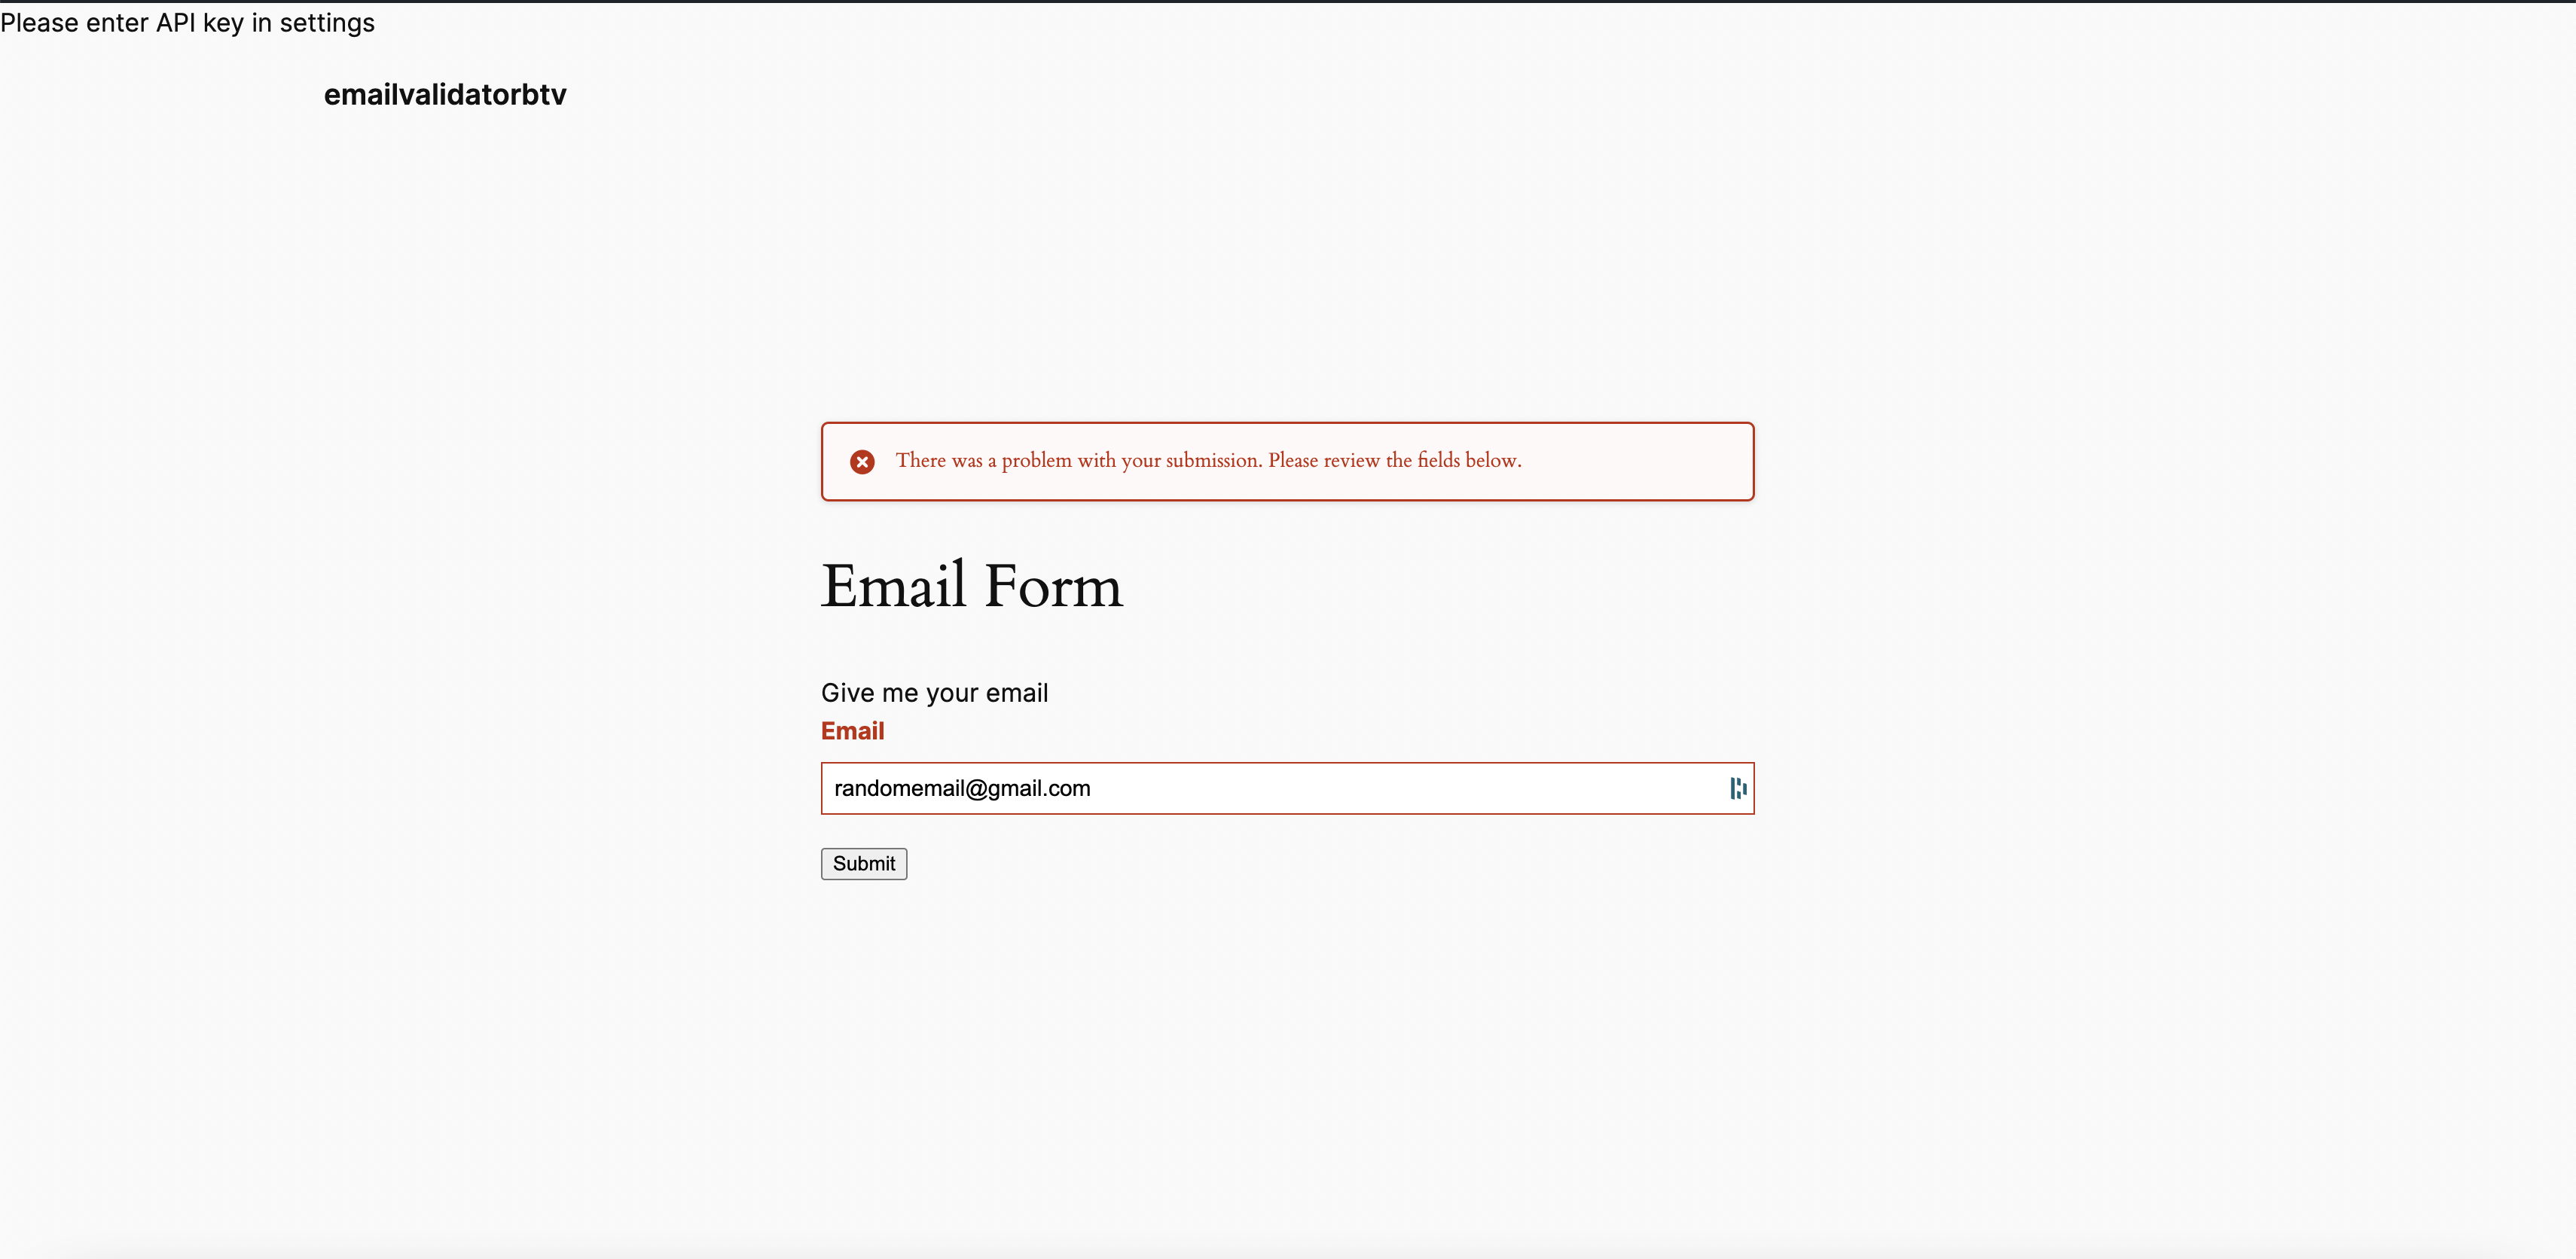 Please enter API key in settings
emailvalidatorbtv
There was a problem with your submission. Please review the fields below.
Email Form
Give me your email
Email
randomemail@gmail.com
Submit